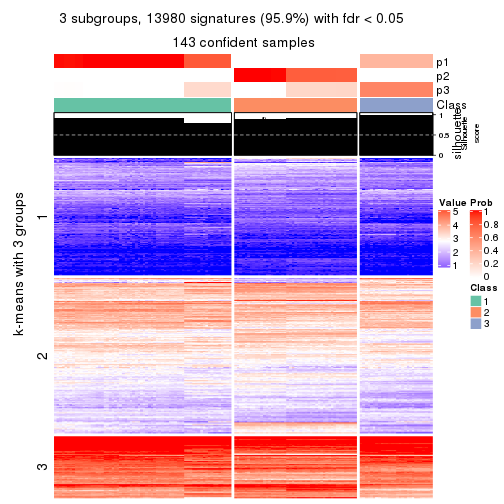 3 subgroups, 13980 signatures (95.9%) with fdr < 0.05
143 confident samples
p1
p2
p3
Class
silhouette
Silhouette
score
1
0.5
0
k-means with 3 groups
1
2
3
Value
5
4
3
2
1
Prob
1
0.8
0.6
0.4
0.2
0
Class
1
2
3